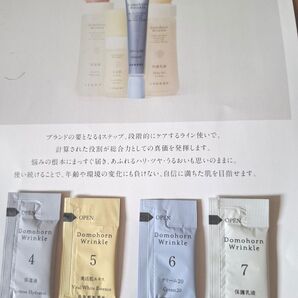 Domohorn
Wrinkle
ブランドの要となる4ステップ、段階的にケアするライン使いで、
計算された役割が総合力としての真価を発揮します。
悩みの根本にまっすぐ届き、あふれるハリ・ツヤ・うるおいも思いのままに。
使い続けることで、年齢や環境の変化にも負けない、自信に満ちた肌を目指せます。
OPEN
Domohorn
Wrinkle
4
保湿液
OPEN
Domohorn
Wrinkle
5
Vital White Essence
OPEN
Domohorn
Wrinkle
6
クリーム20
Cream20
OPEN
Domohorn
Wrinkle
7
保護乳液